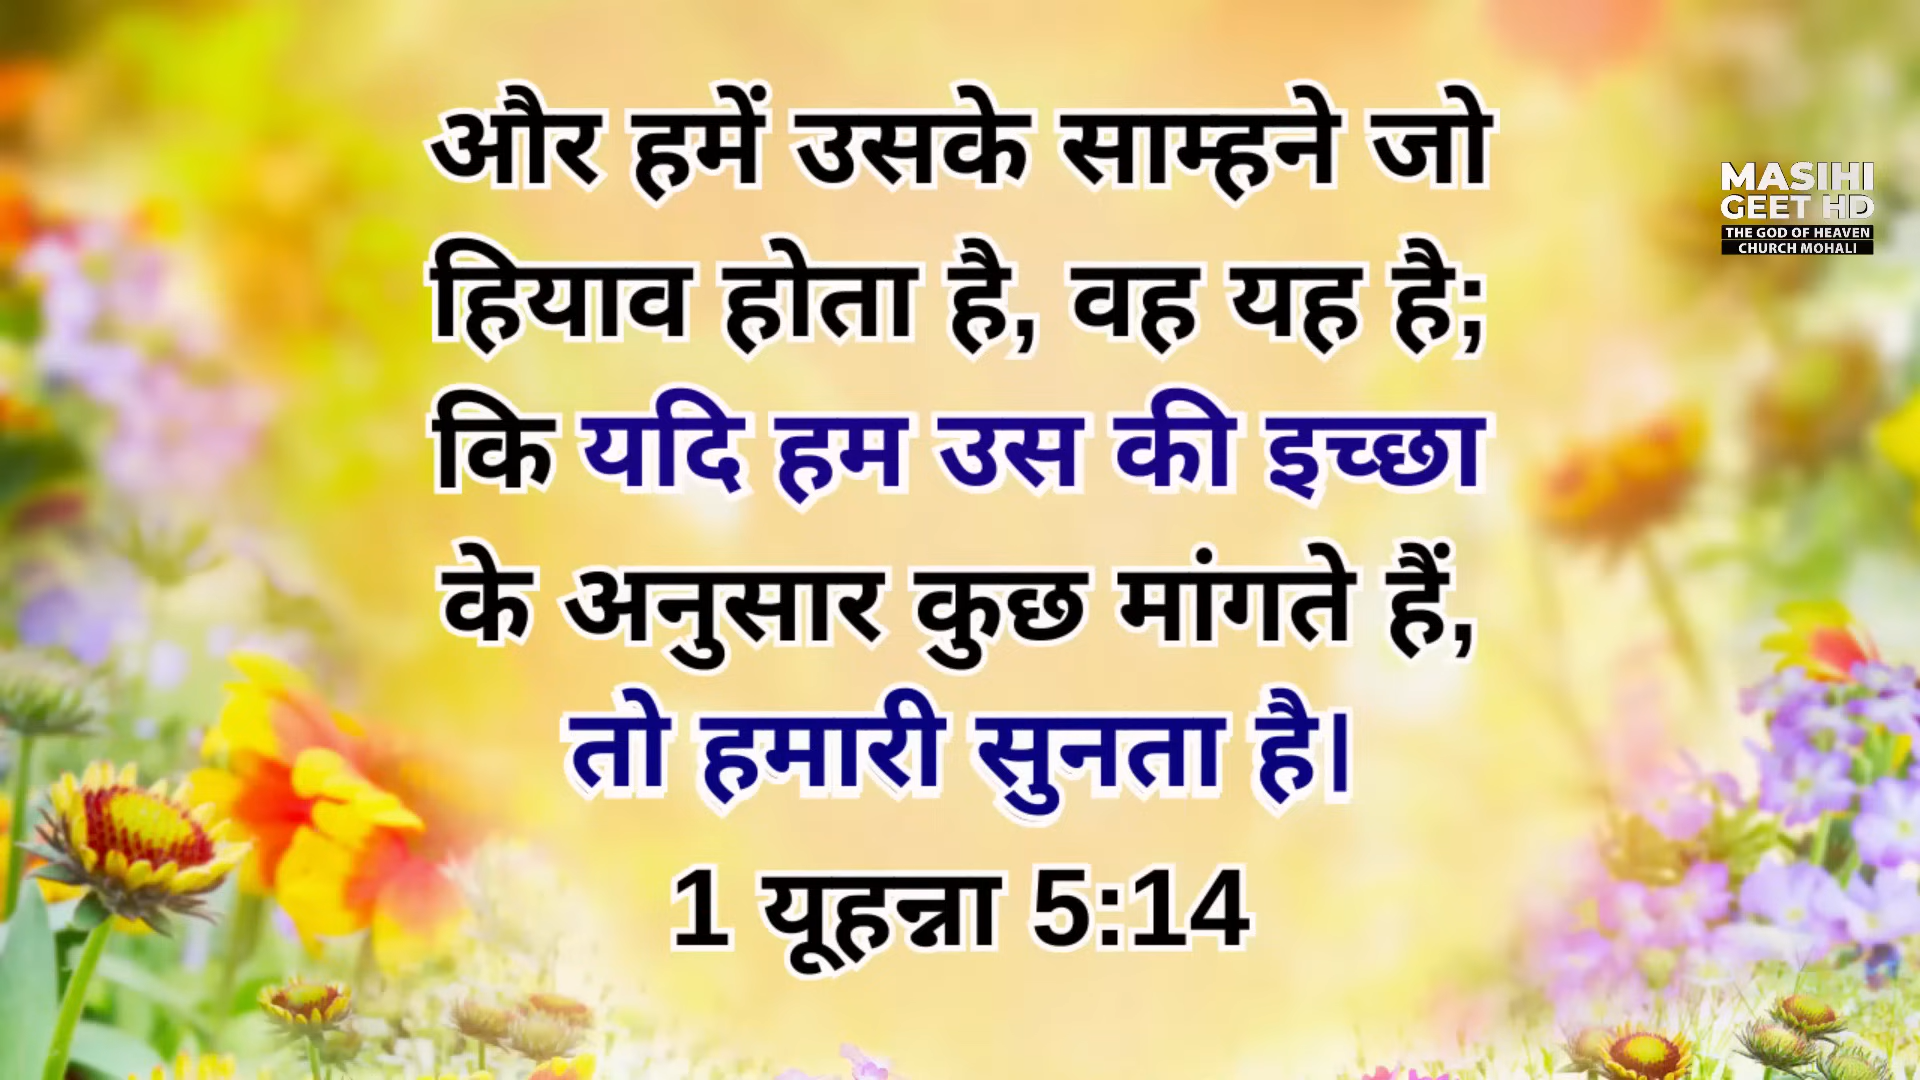 और हमें उसके साम्हने जो
हियाव होता है, वह यह है;
कि यदि हम उस की इच्छा
के अनुसार कुछ मांगते हैं,
तो हमारी सुनता है।
1 यूहन्ना 5:14
MASIHI
GEET HD
THE GOD OF HEAVEN
CHURCH MOHALI